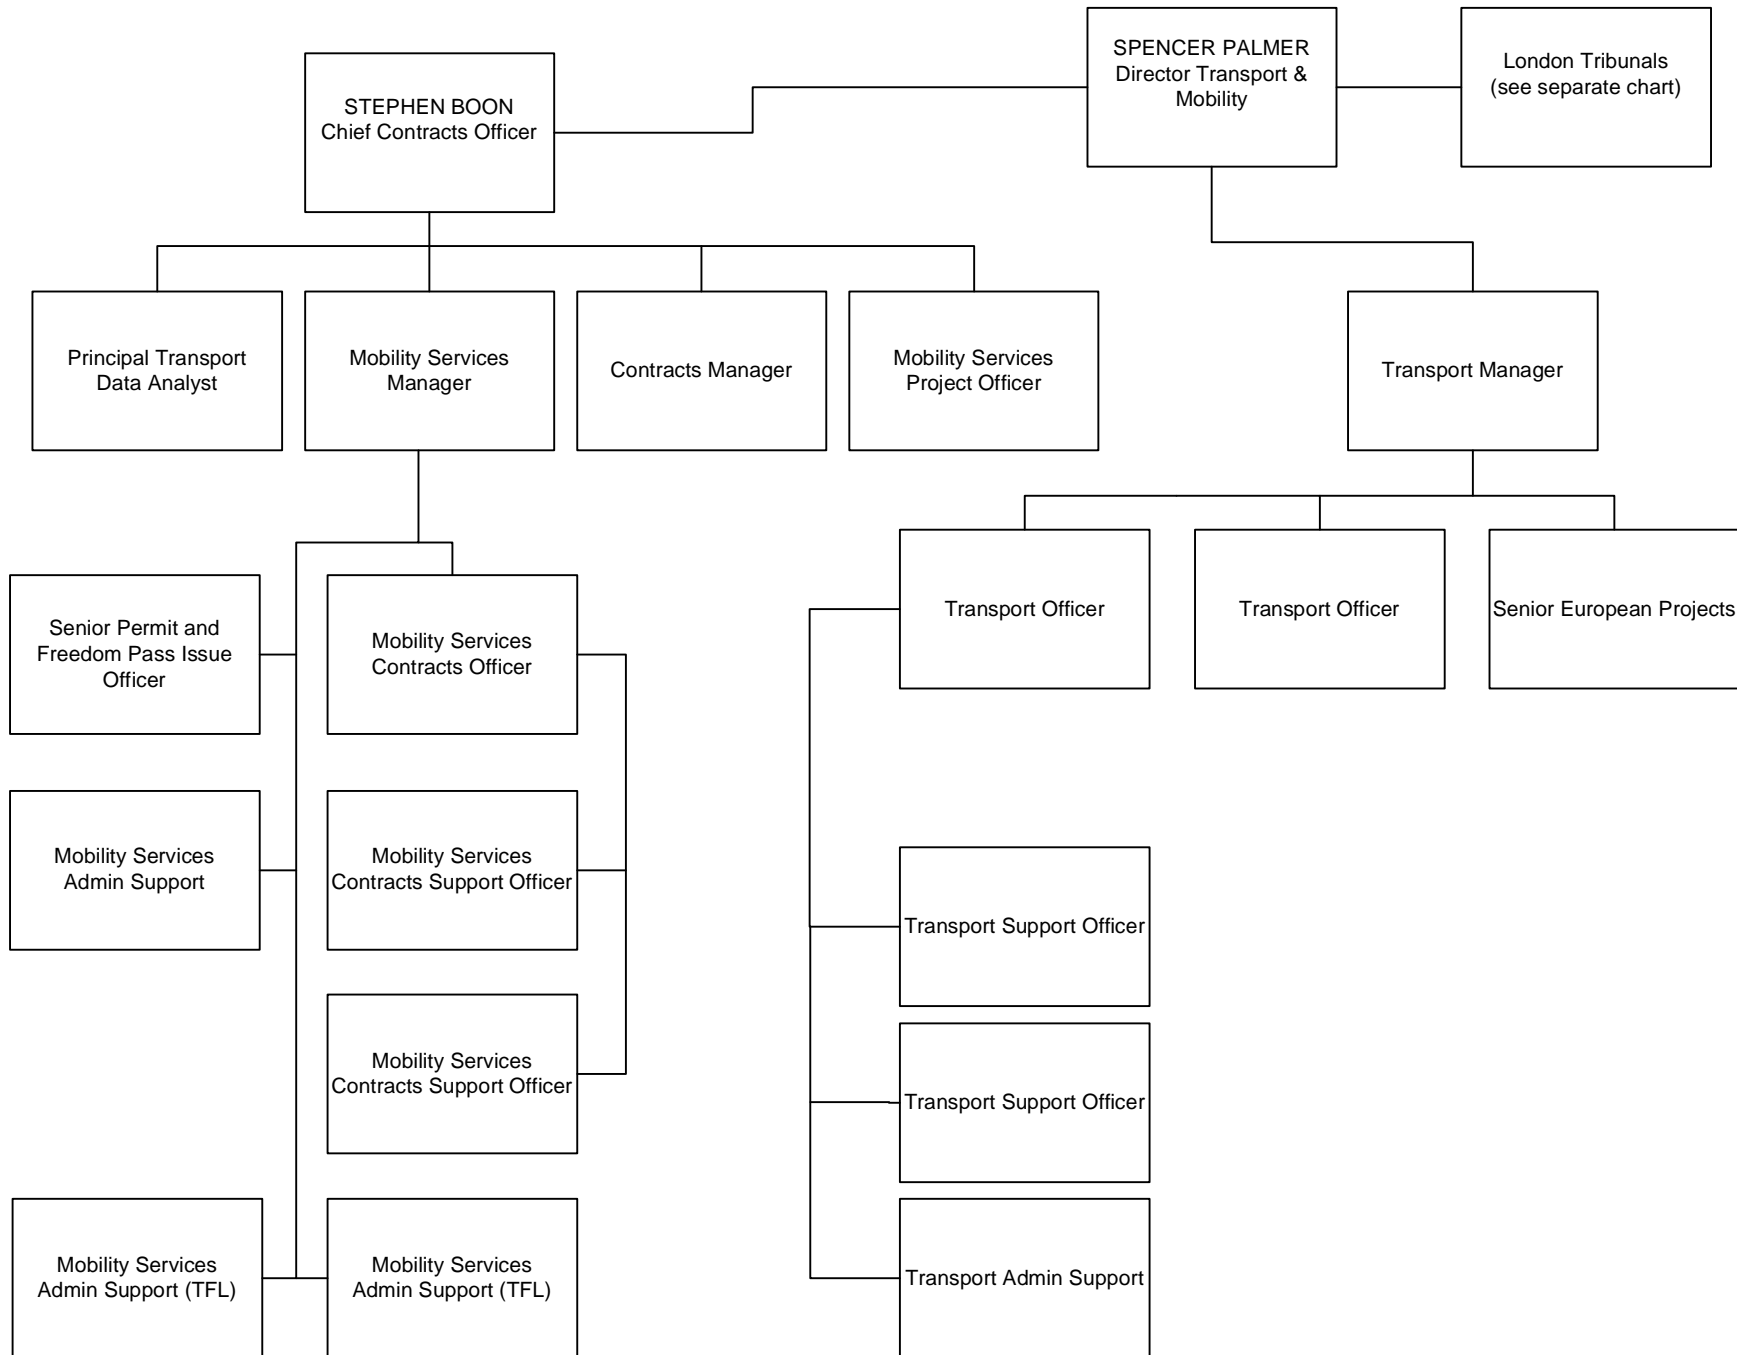 STEPHEN BOON
Chief Contracts Officer
SPENCER PALMER
Director Transport &
Mobility
London Tribunals
(see separate chart)
Principal Transport
Data Analyst
Mobility Services
Manager
Contracts Manager
Mobility Services
Project Officer
Transport Manager
Senior Permit and
Freedom Pass Issue
Officer
Mobility Services
Contracts Officer
Transport Officer
Transport Officer
Senior European Projects
Mobility Services
Admin Support
Mobility Services
Contracts Support Officer
Transport Support Officer
Mobility Services
Contracts Support Officer
Transport Support Officer
Mobility Services
Admin Support (TFL)
Mobility Services
Admin Support (TFL)
Transport Admin Support